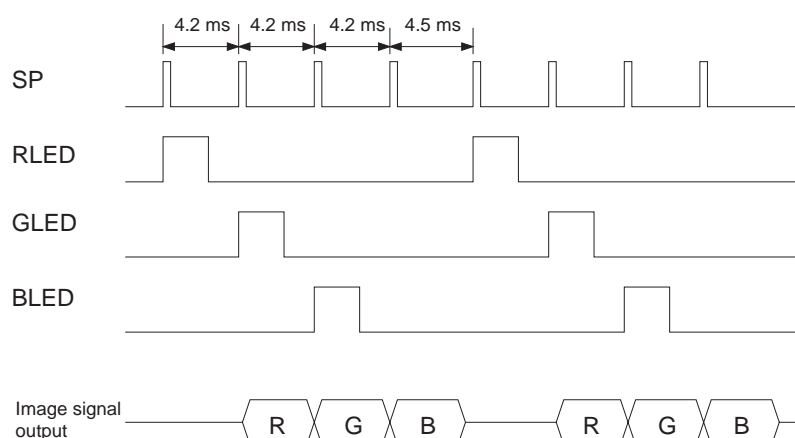 4.2 ms 4.2 ms 4.2 ms 4.5 ms
SP
RLED
GLED
BLED
Image signal
output
R G B R G B